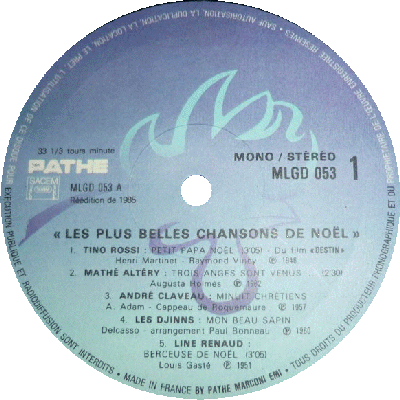 33 1/3 tours minute
PATHE
SACEM
MLGD 053 A
Réédition de 1985
MONO / STÉRÉO
MLGD 053
1
« LES PLUS BELLES CHANSONS DE NOËL »
1. TINO ROSSI : PETIT PAPA NOËL (3'05) - Du film «DESTIN»
Henri Martinet - Raymond Vincy ℗ 1946
2. MATHÉ ALTÉRY : TROIS ANGES SONT VENUS 2'30)
Augusta Holmes ℗
3. ANDRÉ CLAVEAU : MINUIT CHRÉTIENS
A. Adam - Cappeau de Roquemaure ℗ 1957
4. LES DJINNS : MON BEAU SAPIN
Delcasso - arrangement Paul Bonneau ℗ 1960
5. LINE RENAUD :
BERCEUSE DE NOËL (3'06)
Louis Gasté ℗ 1951
MADE IN FRANCE BY PATHE MARCONI EMI • TOUS DROITS DU PRODUCTEUR PHONOGRAPHIQUE ET DU
DE L'ŒUVRE ENREGISTRÉE RÉSERVÉS • SAUF AUTORISATION, LA DUPLICATION, LA LOCATION, LE PRÊT, L'UTILISATION DE CE DISQUE POUR
EXÉCUTION PUBLIQUE ET RADIODIFFUSION SONT INTERDITS •